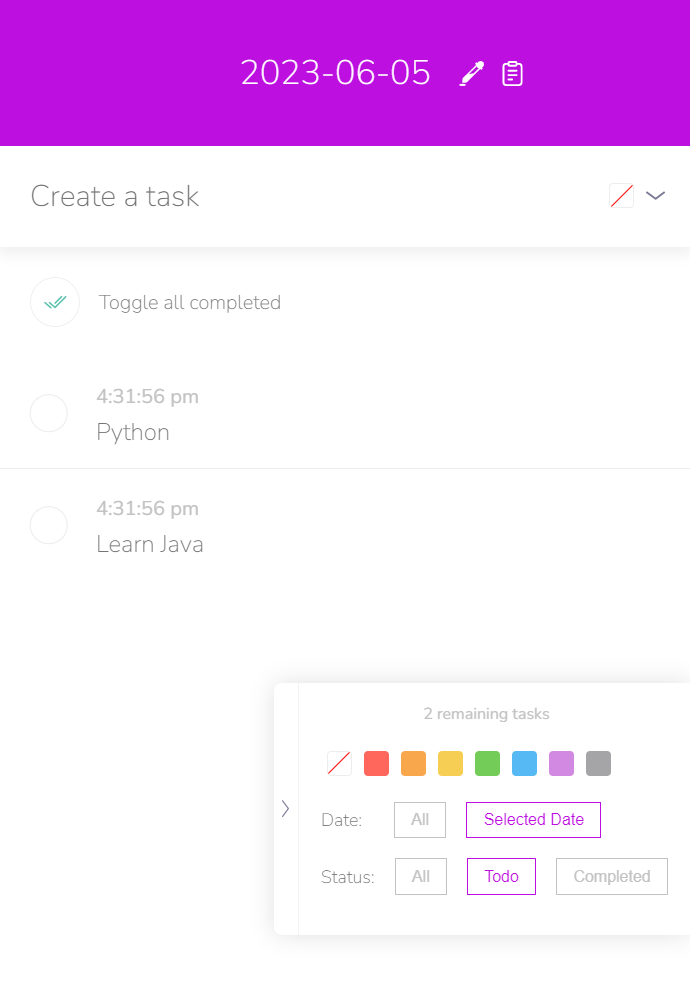 2023-06-05
Create a task
Toggle all completed
4:31:56 pm
Python
4:31:56 pm
Learn Java
2 remaining tasks
Date: All Selected Date
Status: All Todo Completed